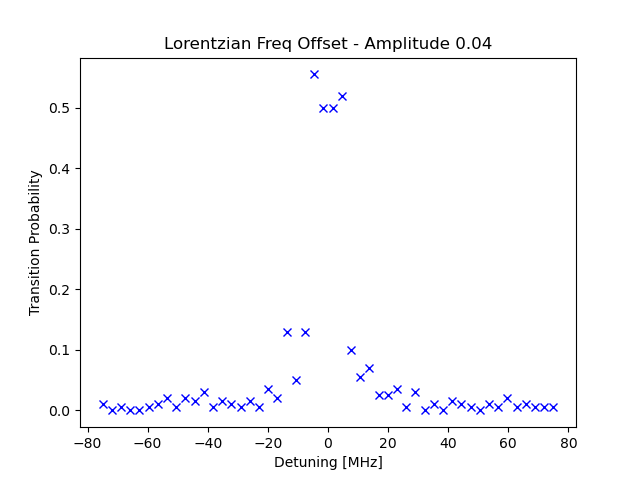 Lorentzian Freq Offset - Amplitude 0.04
Transition Probability
0.5
0.4
0.3
0.2
0.1
0.0
−80 −60 −40 −20 0 20 40 60 80
Detuning [MHz]